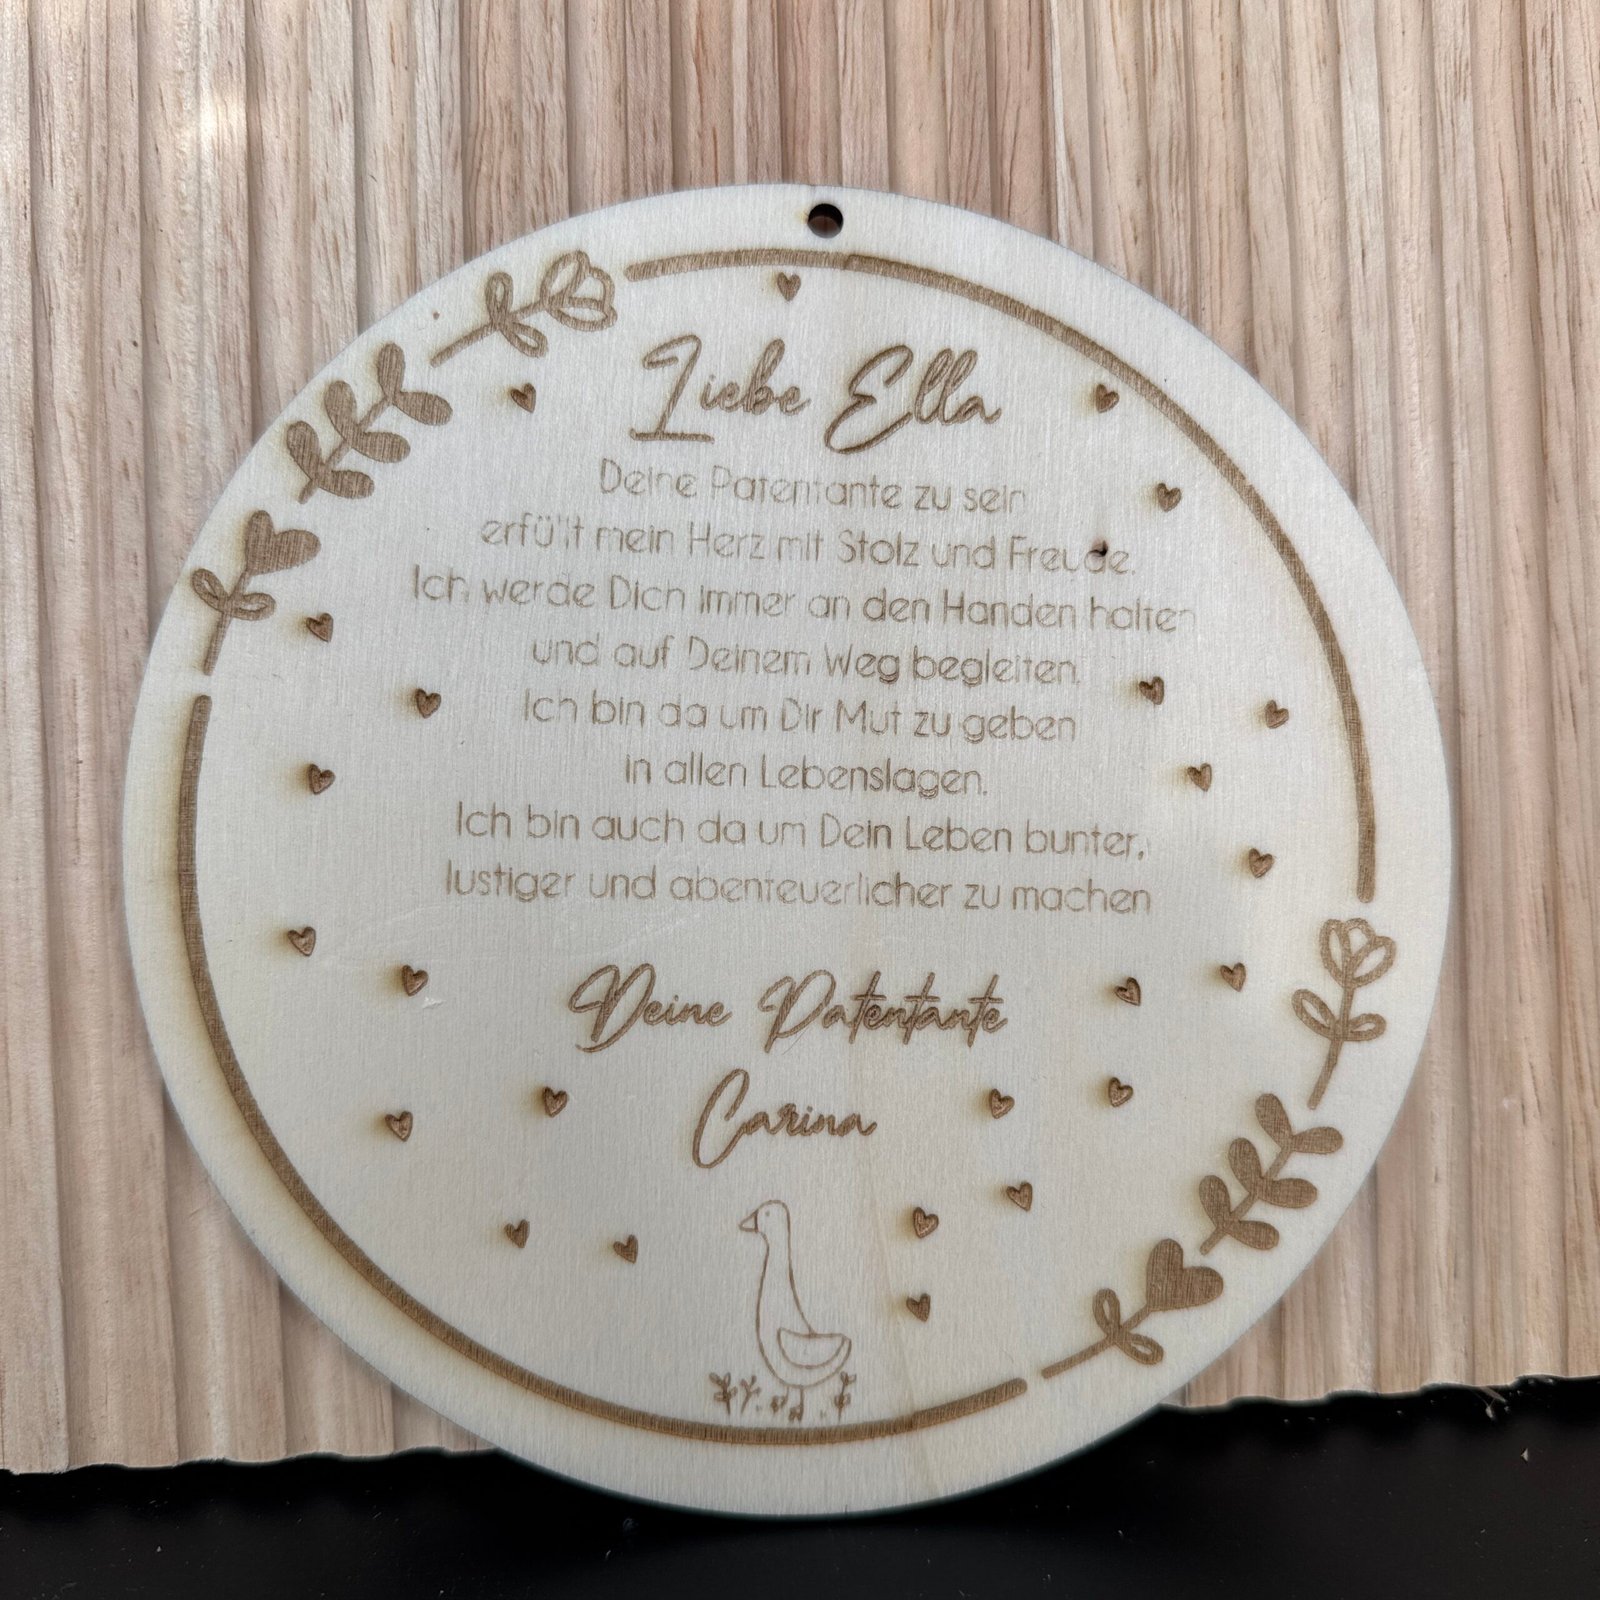 Liebe Ella
Deine Patentante zu sein
erfüllt mein Herz mit Stolz und Freude.
Ich werde Dich immer an den Handen halten
und auf Deinem Weg begleiten.
Ich bin da um Dir Mut zu geben
in allen Lebenslagen.
Ich bin auch da um Dein Leben bunter,
lustiger und abenteuerlicher zu machen
Deine Patentante
Carina